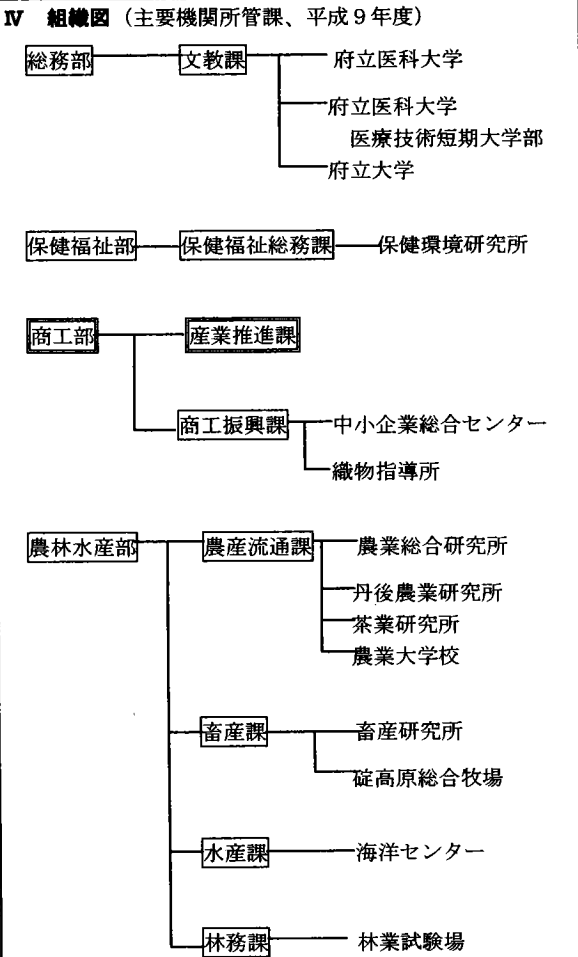 Ⅳ 組織図（主要機関所管課、平成９年度）
総務部 文教課 府立医科大学
府立医科大学
医療技術短期大学部
府立大学
保健福祉部 保健福祉総務課 保健環境研究所
商工部 産業推進課
商工振興課 中小企業総合センター
織物指導所
農林水産部 農産流通課 農業総合研究所
丹後農業研究所
茶業研究所
農業大学校
畜産課 畜産研究所
碇高原総合牧場
水産課 海洋センター
林務課 林業試験場